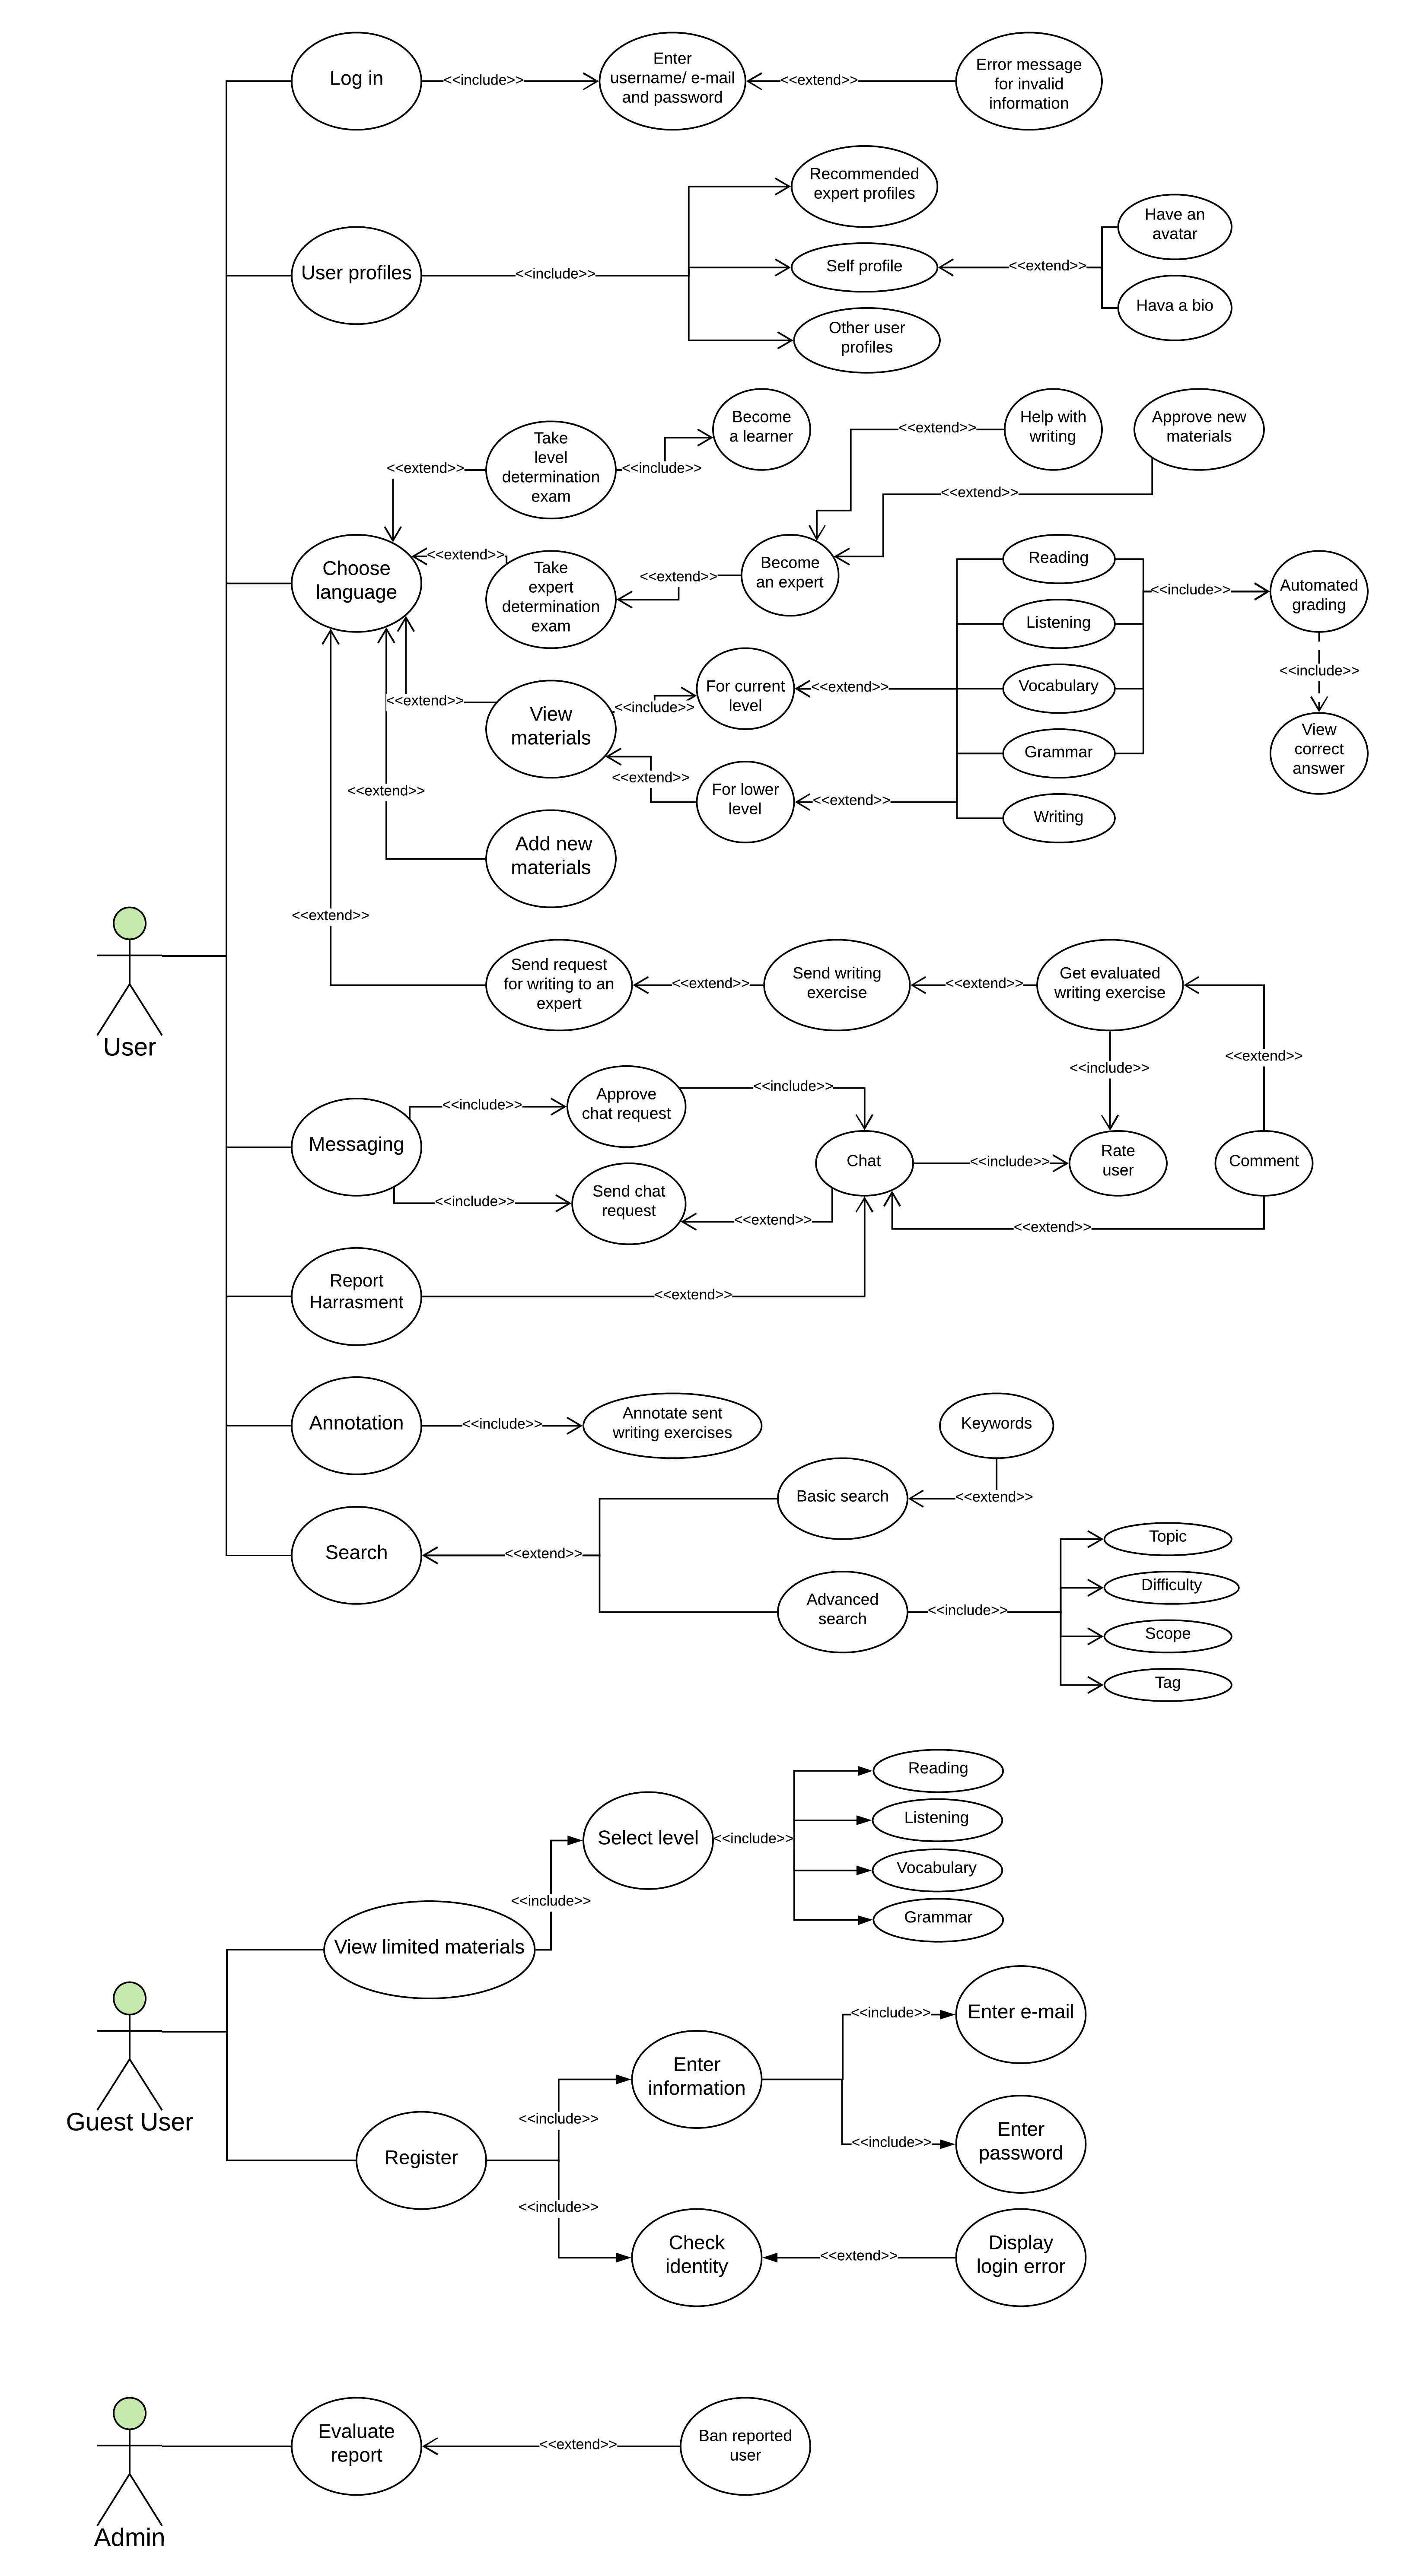 Log in
<<include>>
Enter
username/ e-mail
and password
<<extend>>
Error message
for invalid
information
User profiles
<<include>>
Recommended
expert profiles
Self profile
Other user
profiles
<<extend>>
Have an
avatar
Hava a bio
Choose
language
<<extend>>
Take
level
determination
exam
<<include>>
Become
a learner
<<extend>>
Take
expert
determination
exam
<<extend>>
Become
an expert
<<extend>>
Help with
writing
<<extend>>
Approve new
materials
<<extend>>
View
materials
<<include>>
For current
level
<<extend>>
<<extend>>
For lower
level
<<extend>>
Reading
Listening
Vocabulary
Grammar
Writing
<<include>>
Automated
grading
<<include>>
View
correct
answer
<<extend>>
Add new
materials
<<extend>>
Send request
for writing to an
expert
<<extend>>
Send writing
exercise
<<extend>>
Get evaluated
writing exercise
<<include>>
<<extend>>
User
Messaging
<<include>>
Approve
chat request
<<include>>
<<include>>
Send chat
request
<<extend>>
Chat
<<include>>
Rate
user
Comment
<<extend>>
Report
Harrasment
<<extend>>
Annotation
<<include>>
Annotate sent
writing exercises
Search
<<extend>>
Basic search
<<extend>>
Keywords
Advanced
search
<<include>>
Topic
Difficulty
Scope
Tag
Guest User
View limited materials
<<include>>
Select level
<<include>>
Reading
Listening
Vocabulary
Grammar
Register
<<include>>
Enter
information
<<include>>
Enter e-mail
<<include>>
Enter
password
<<include>>
Check
identity
<<extend>>
Display
login error
Admin
Evaluate
report
<<extend>>
Ban reported
user